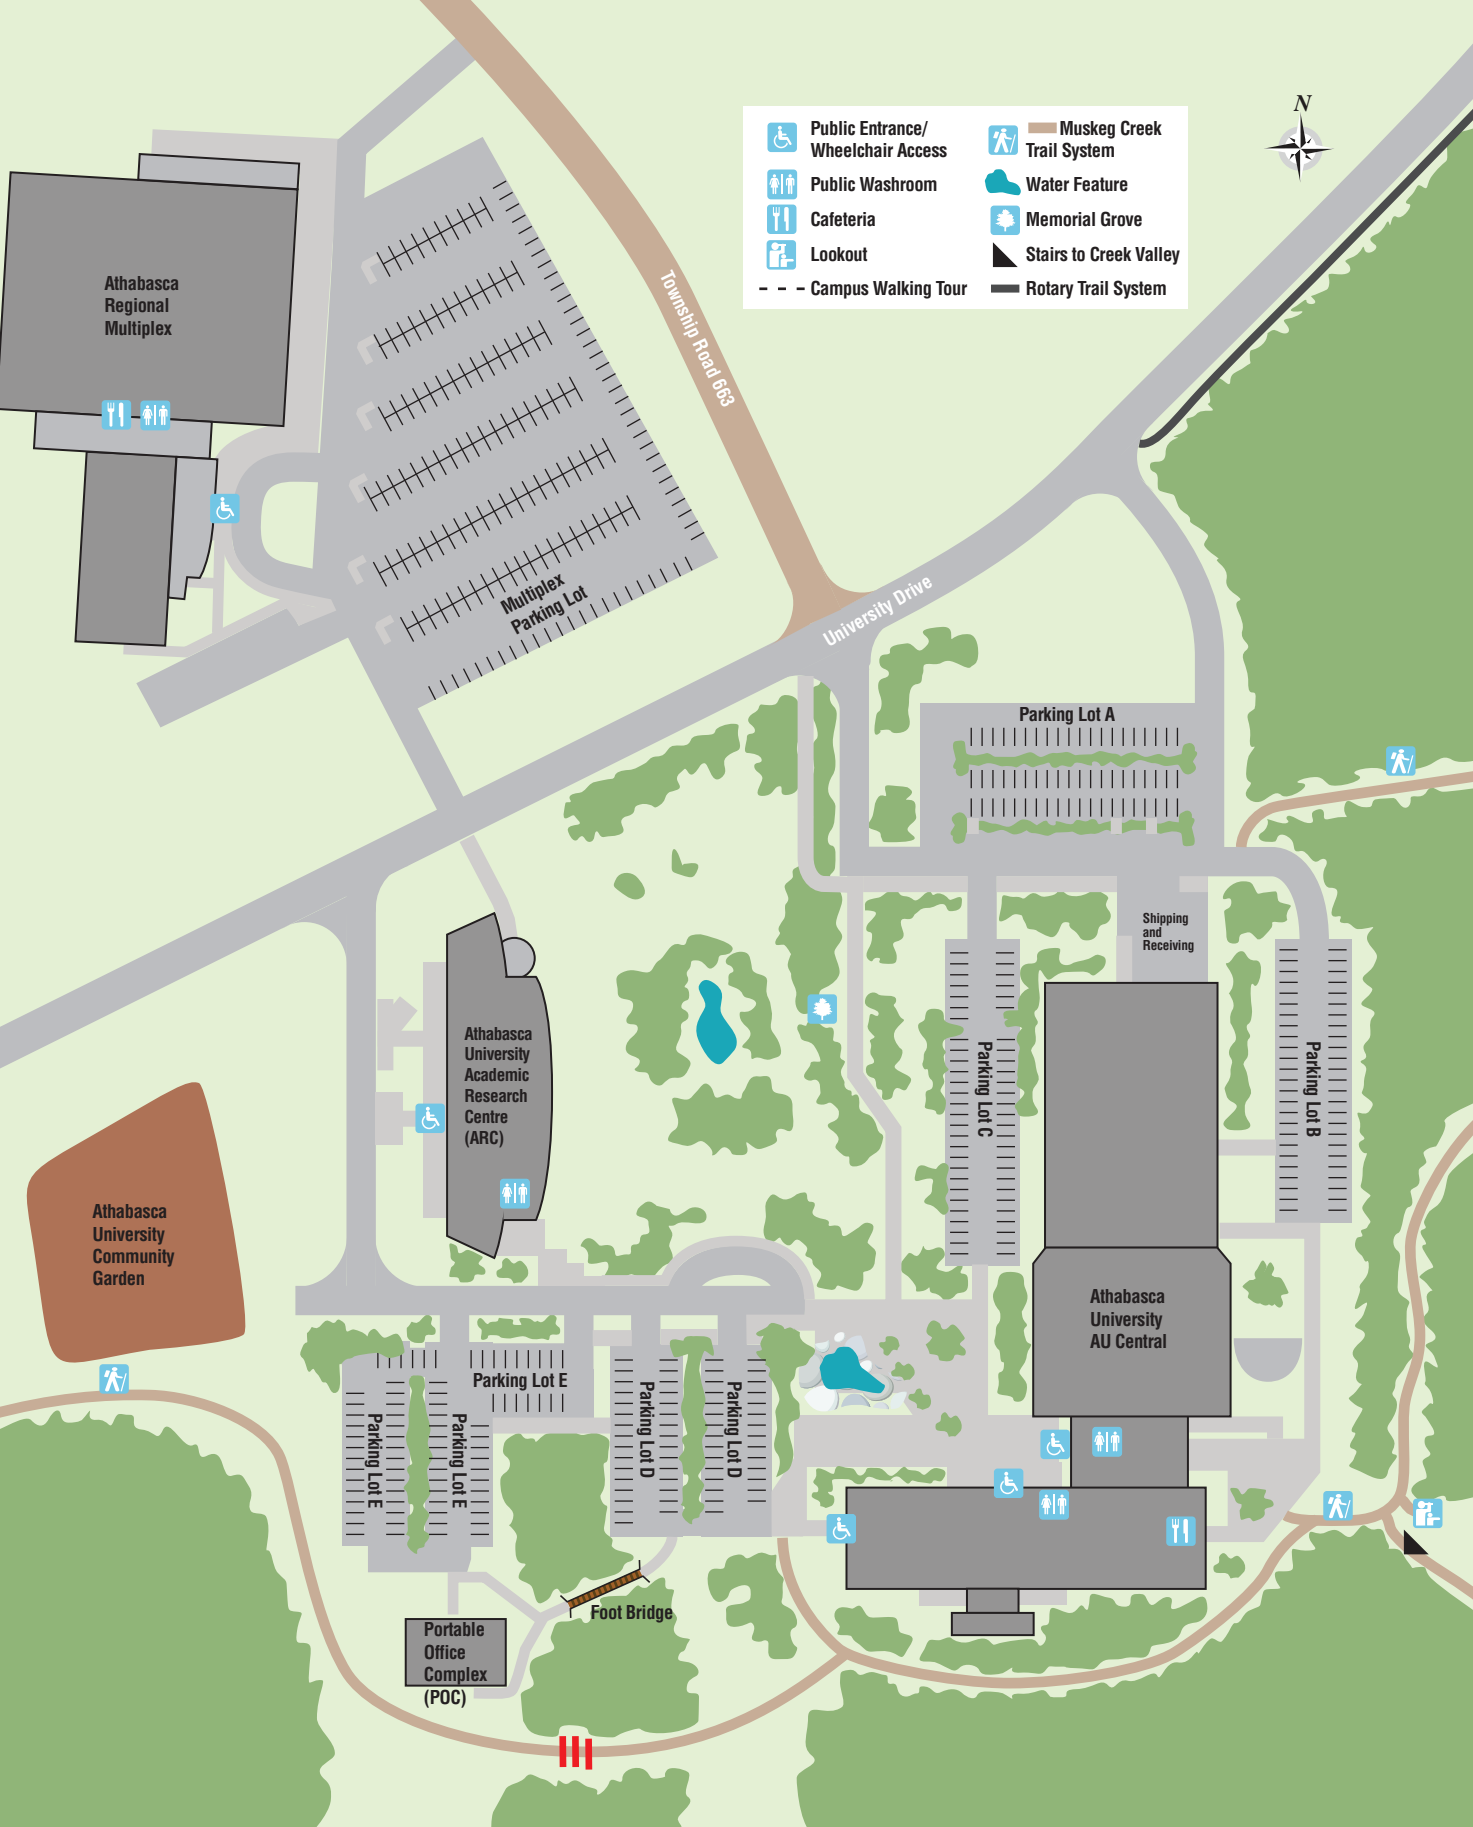 N
Public Entrance/
Wheelchair Access
Public Washroom
Cafeteria
Lookout
Campus Walking Tour
Muskeg Creek
Trail System
Water Feature
Memorial Grove
Stairs to Creek Valley
Rotary Trail System
Athabasca
Regional
Multiplex
Township Road 663
Multiplex
Parking Lot
University Drive
Parking Lot A
Shipping
and
Receiving
Athabasca
University
Academic
Research
Centre
(ARC)
Parking Lot C
Parking Lot B
Athabasca
University
Community
Garden
Athabasca
University
AU Central
Parking Lot E
Parking Lot E
Parking Lot E
Parking Lot D
Parking Lot D
Foot Bridge
Portable
Office
Complex
(POC)